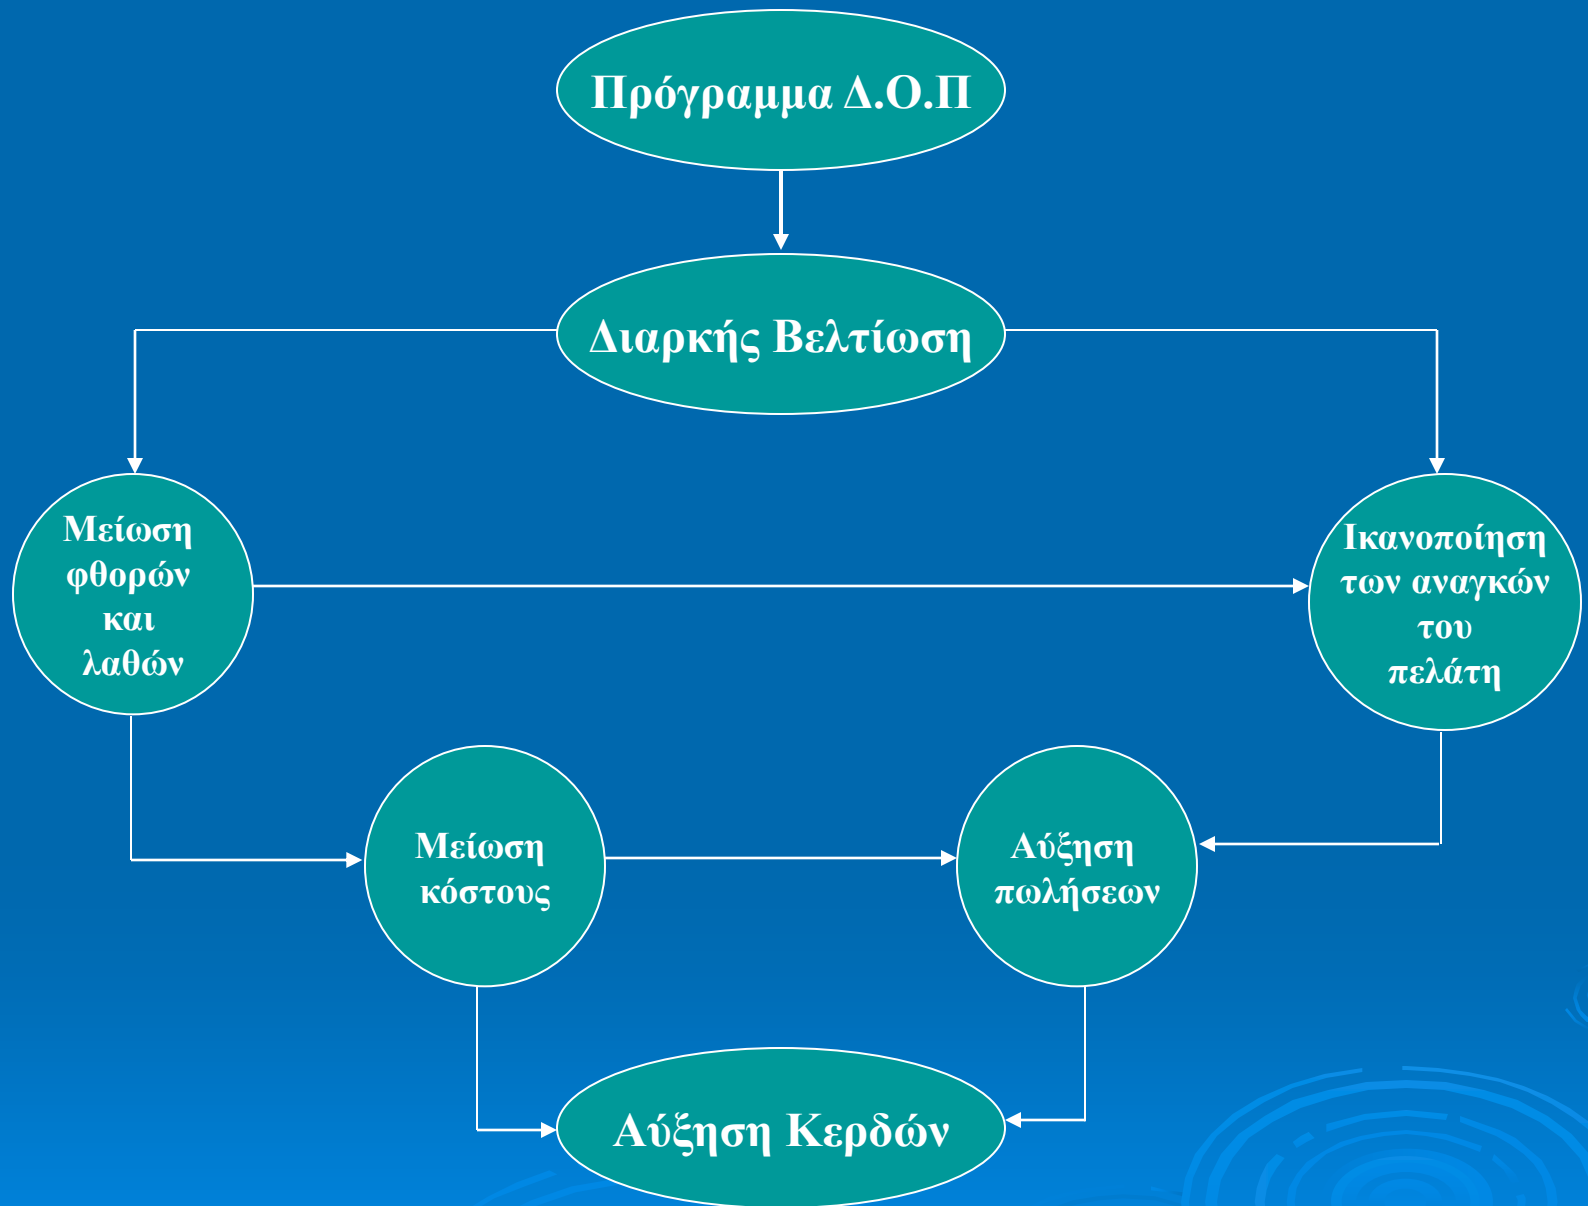 Πρόγραμμα Δ.Ο.Π
Διαρκής Βελτίωση
Μείωση
φθορών
και
λαθών
Ικανοποίηση
των αναγκών
του
πελάτη
Μείωση
κόστους
Αύξηση
πωλήσεων
Αύξηση Κερδών